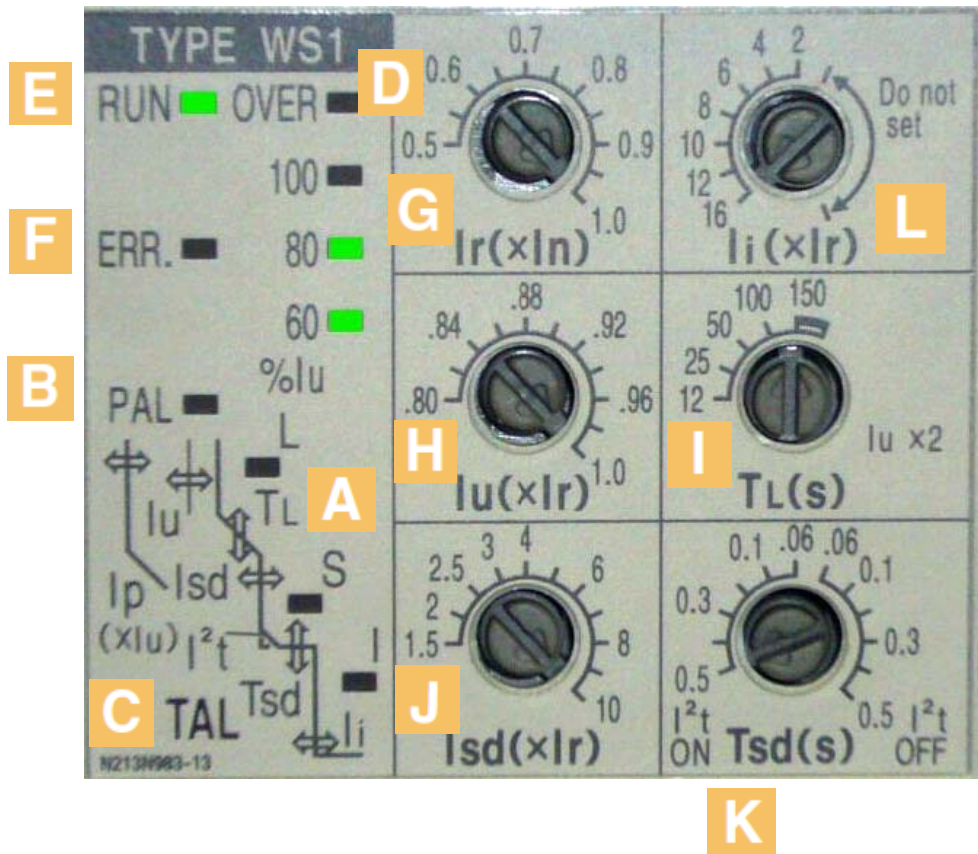 TYPE WS1
E
RUN
OVER
D
100
F
ERR.
80
60
%Iu
B
PAL
L
Iu
TL
A
Ip
(×Iu)
Isd
S
I²t
Tsd
I
Ii
C
TAL
N213N983-13
0.5
0.6
0.7
0.8
0.9
1.0
G
Ir(×In)
2
4
6
8
10
12
16
Do not
set
L
Ii(×Ir)
.80
.84
.88
.92
.96
1.0
H
Iu(×Ir)
12
25
50
100
150
Iu ×2
I
TL(s)
1.5
2
2.5
3
4
6
8
10
J
Isd(×Ir)
0.5
0.3
0.1
.06
.06
0.1
0.3
0.5
I²t
ON
Tsd(s)
I²t
OFF
K